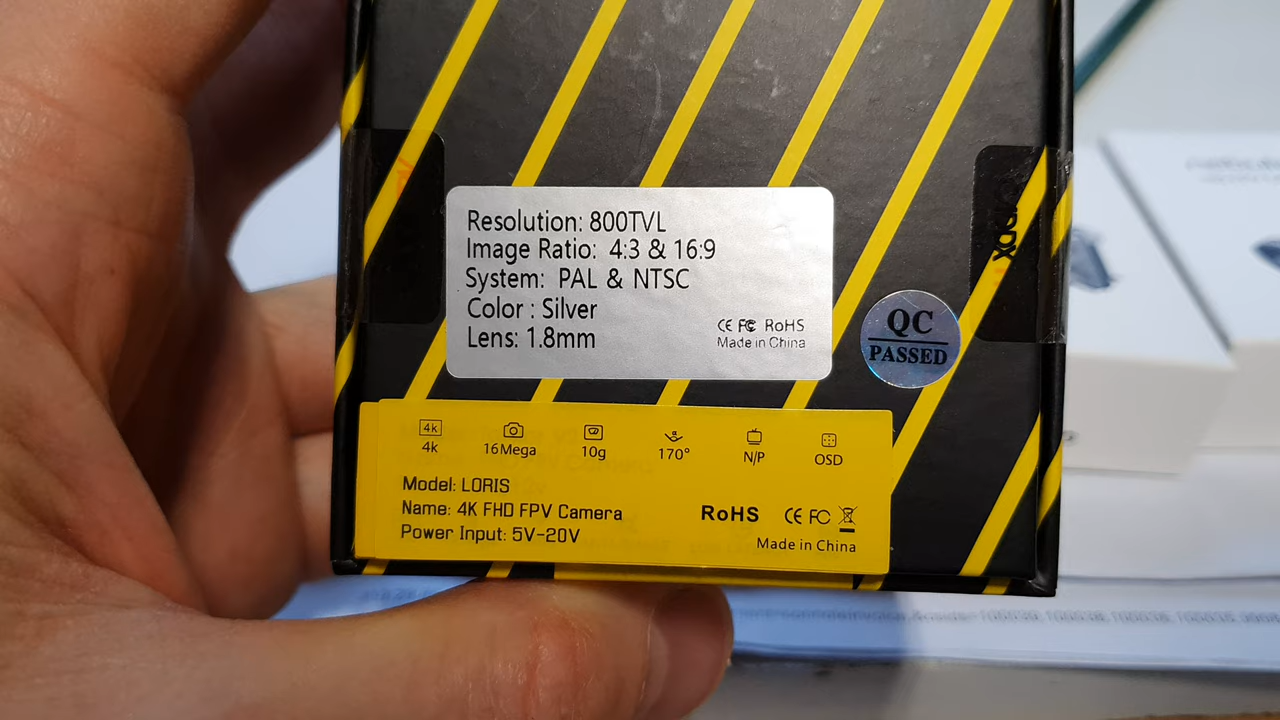 Resolution: 800TVL
Image Ratio: 4:3 & 16:9
System: PAL & NTSC
Color : Silver
Lens: 1.8mm
CE FC RoHS
Made in China
QC
PASSED
4k
4k
16Mega
10g
170°
N/P
OSD
Model: LORIS
Name: 4K FHD FPV Camera
Power Input: 5V-20V
RoHS CE FC
Made in China